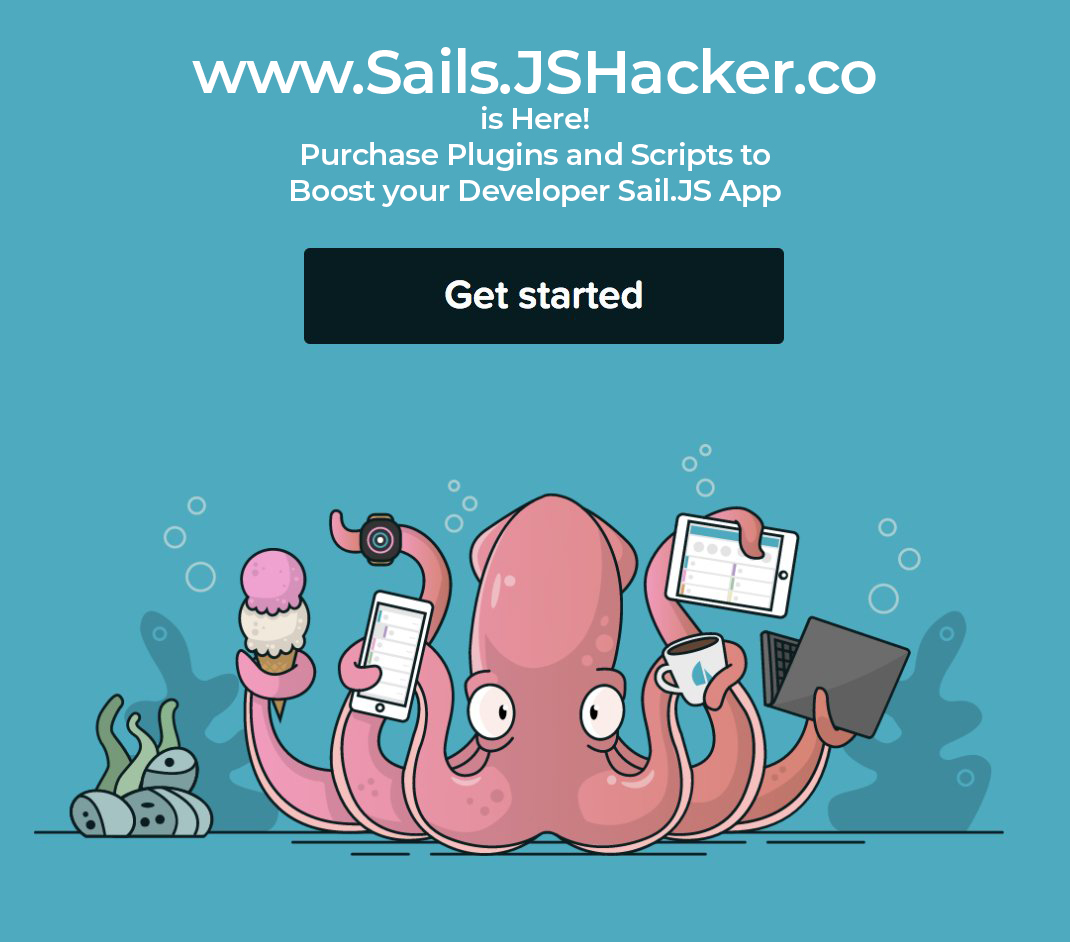 www.Sails.JSHacker.co
is Here!
Purchase Plugins and Scripts to
Boost your Developer Sail.JS App
Get started